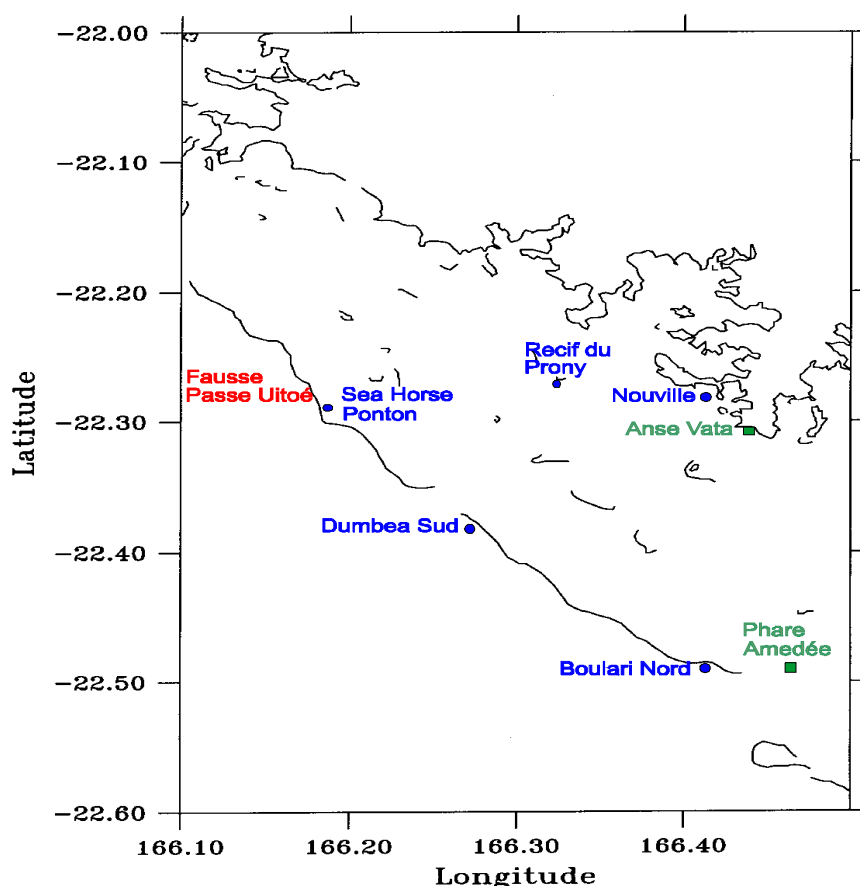 -22.00
-22.10
-22.20
-22.30
-22.40
-22.50
-22.60
Latitude
Fausse
Passe Uitoé
Sea Horse
Ponton
Recif du
Prony
Nouville
Anse Vata
Dumbea Sud
Phare
Amedée
Boulari Nord
166.10
166.20
166.30
166.40
Longitude